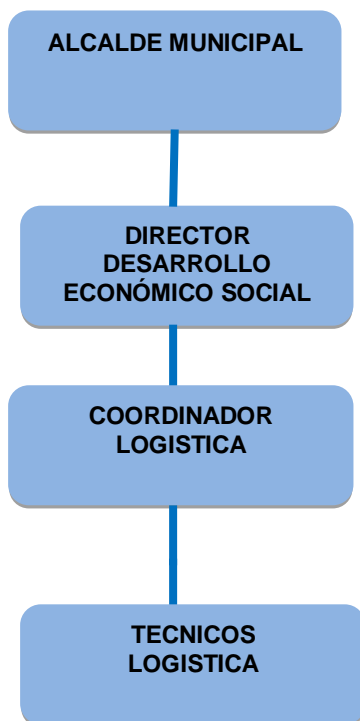 ALCALDE MUNICIPAL
DIRECTOR
DESARROLLO
ECONÓMICO SOCIAL
COORDINADOR
LOGISTICA
TECNICOS
LOGISTICA